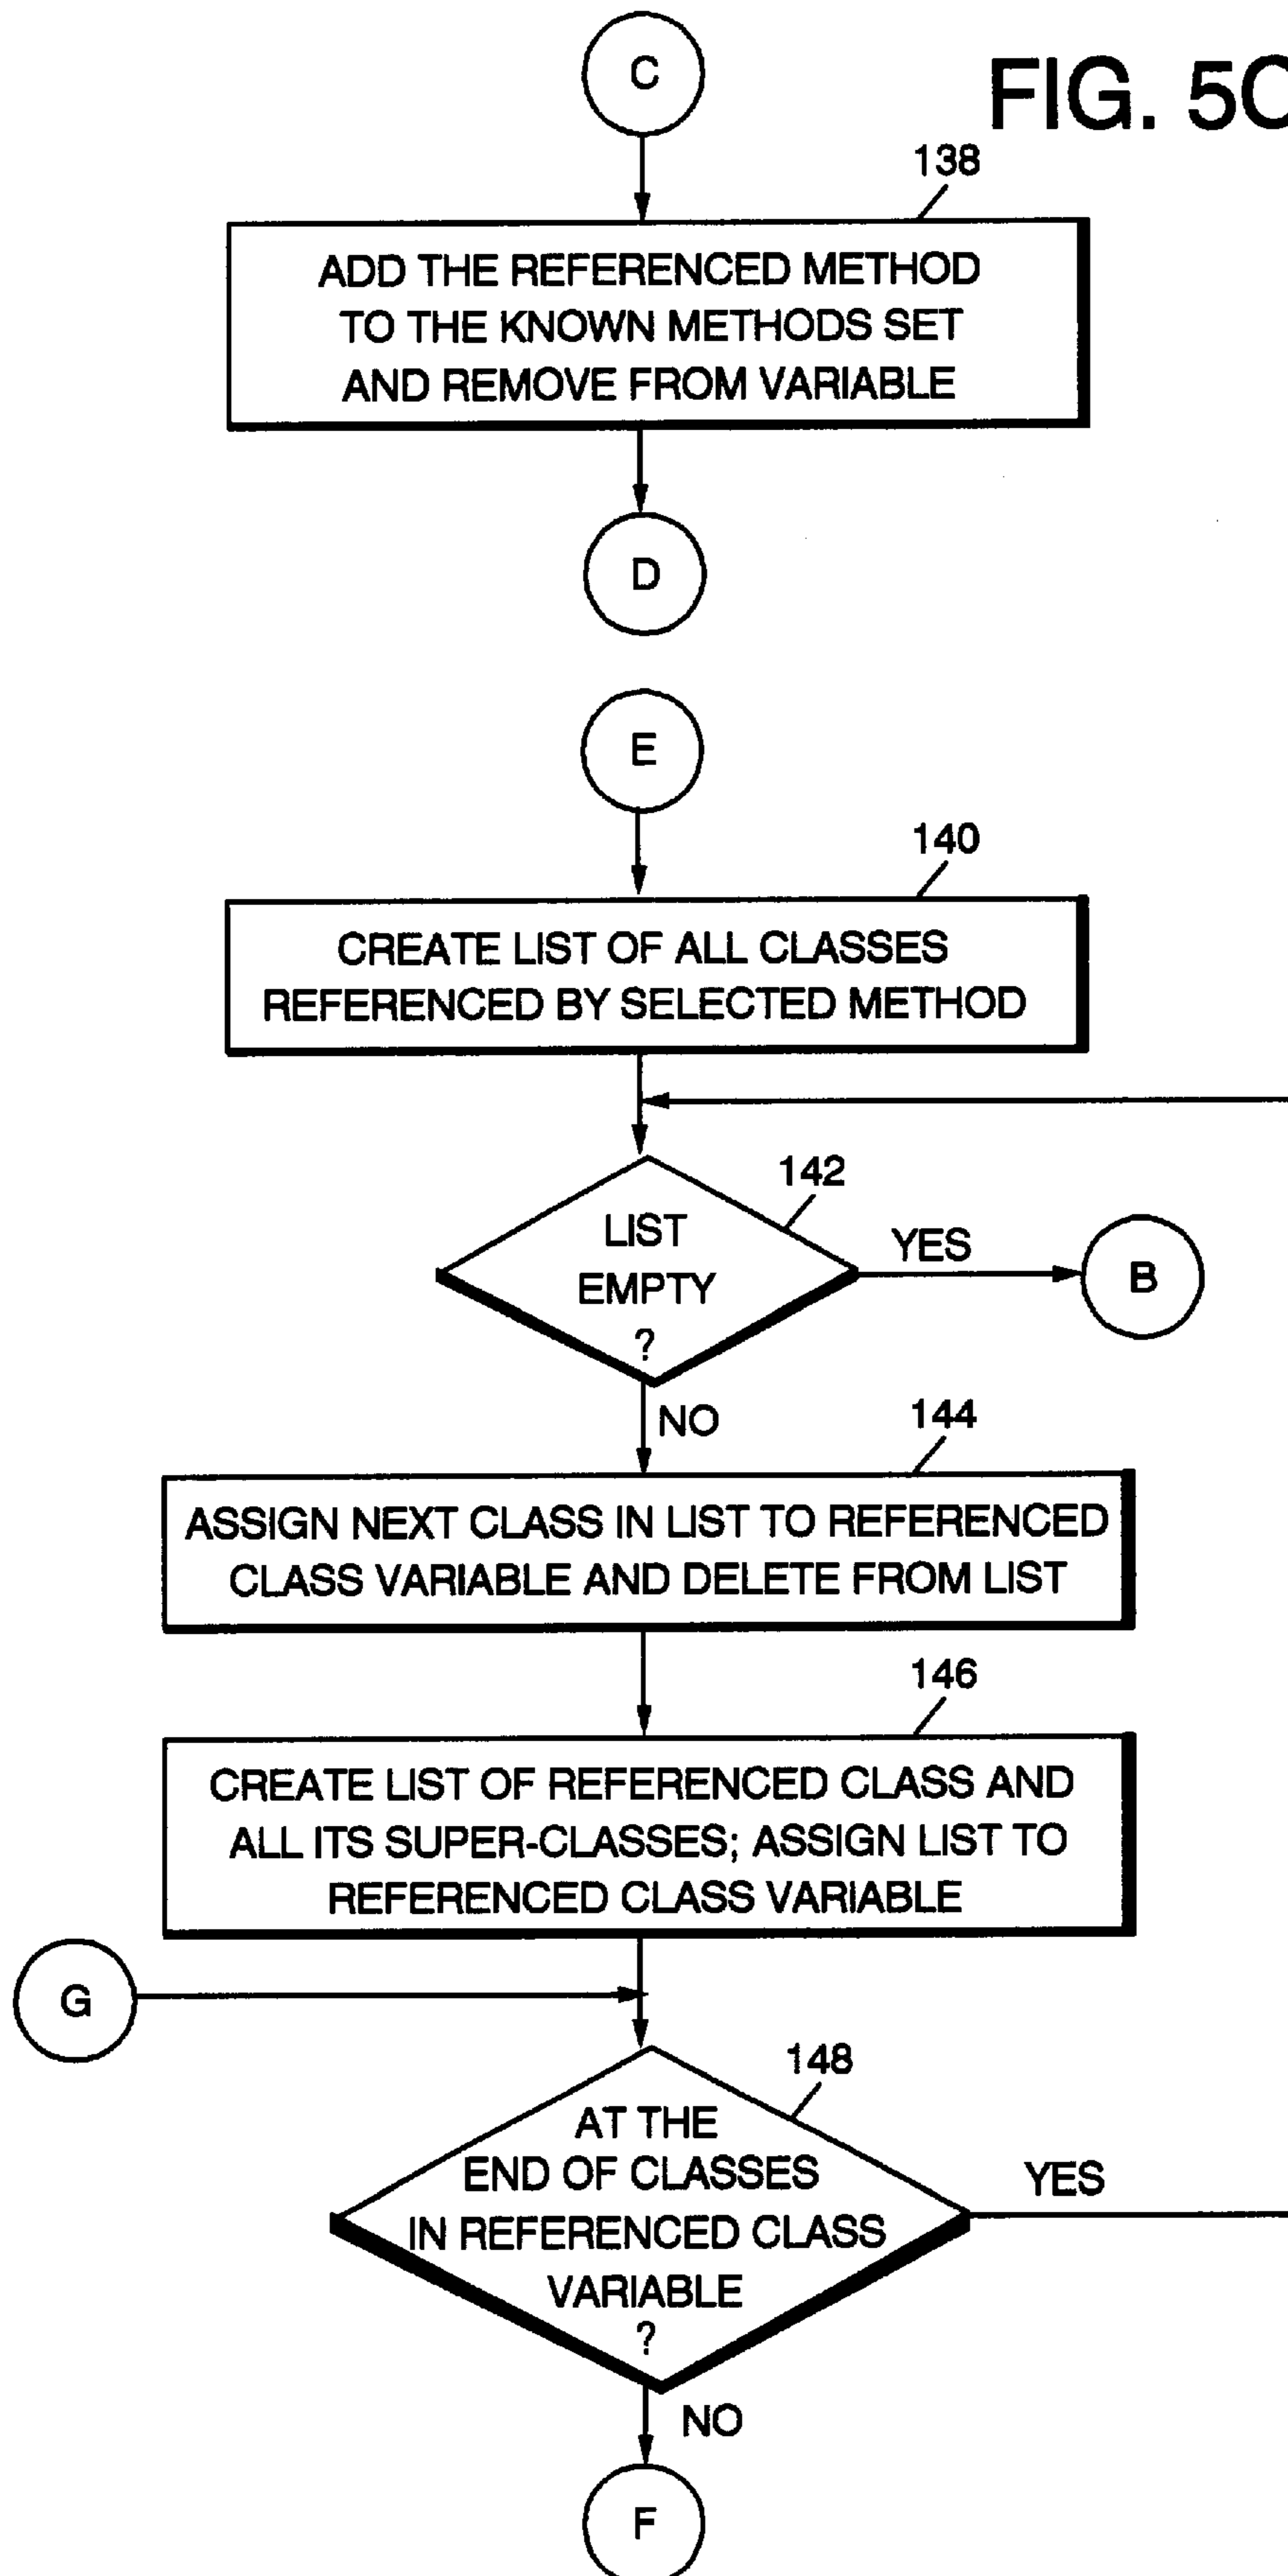 C
FIG. 5C
138
ADD THE REFERENCED METHOD
TO THE KNOWN METHODS SET
AND REMOVE FROM VARIABLE
D
E
140
CREATE LIST OF ALL CLASSES
REFERENCED BY SELECTED METHOD
142
LIST
EMPTY
?
YES
B
NO
144
ASSIGN NEXT CLASS IN LIST TO REFERENCED
CLASS VARIABLE AND DELETE FROM LIST
146
CREATE LIST OF REFERENCED CLASS AND
ALL ITS SUPER-CLASSES; ASSIGN LIST TO
REFERENCED CLASS VARIABLE
G
148
AT THE
END OF CLASSES
IN REFERENCED CLASS
VARIABLE
?
YES
NO
F